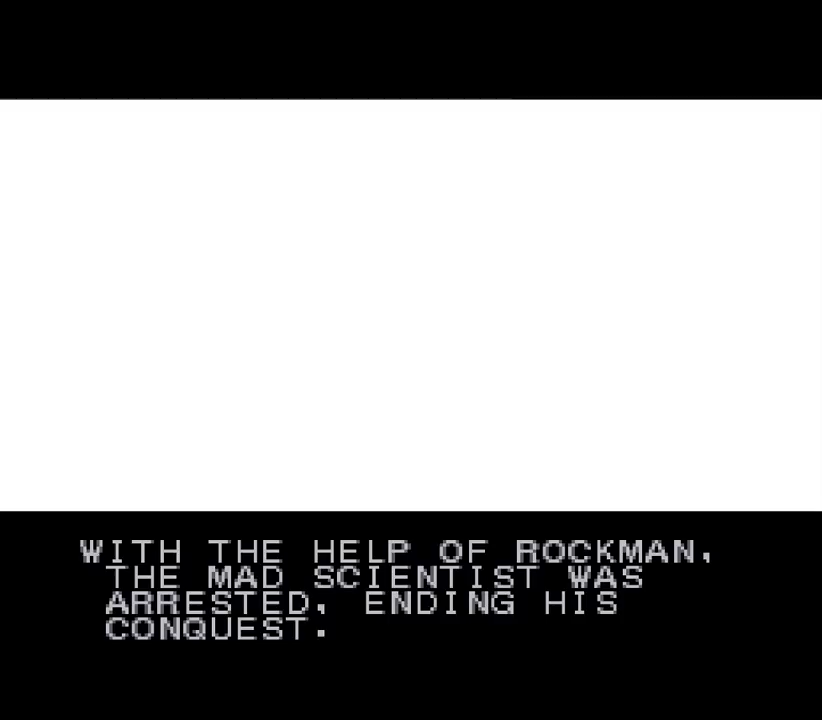 WITH THE HELP OF ROCKMAN,
THE MAD SCIENTIST WAS
ARRESTED, ENDING HIS
CONQUEST.